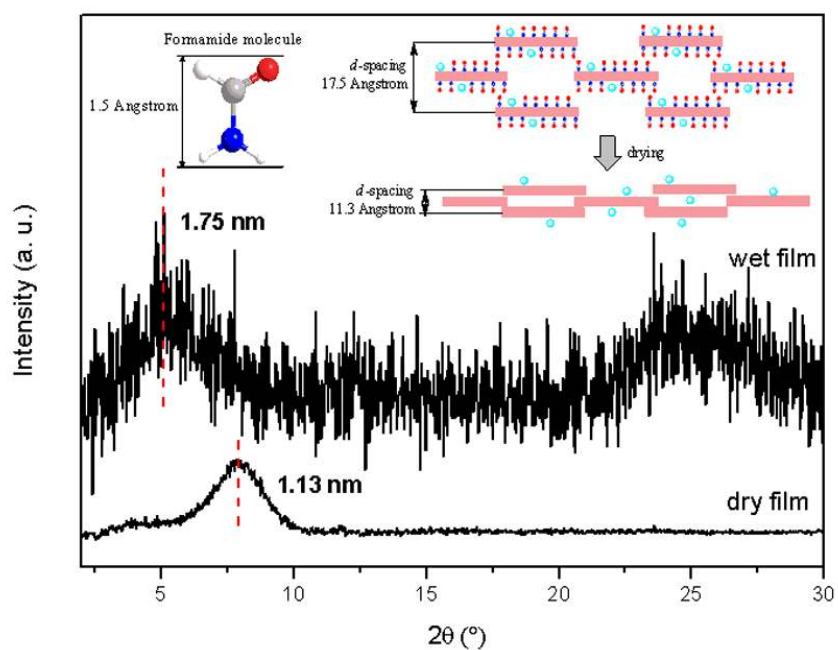 Formamide molecule
1.5 Angstrom
d-spacing
17.5 Angstrom
drying
d-spacing
11.3 Angstrom
1.75 nm
wet film
1.13 nm
dry film
Intensity (a. u.)
5 10 15 20 25 30
2θ (°)